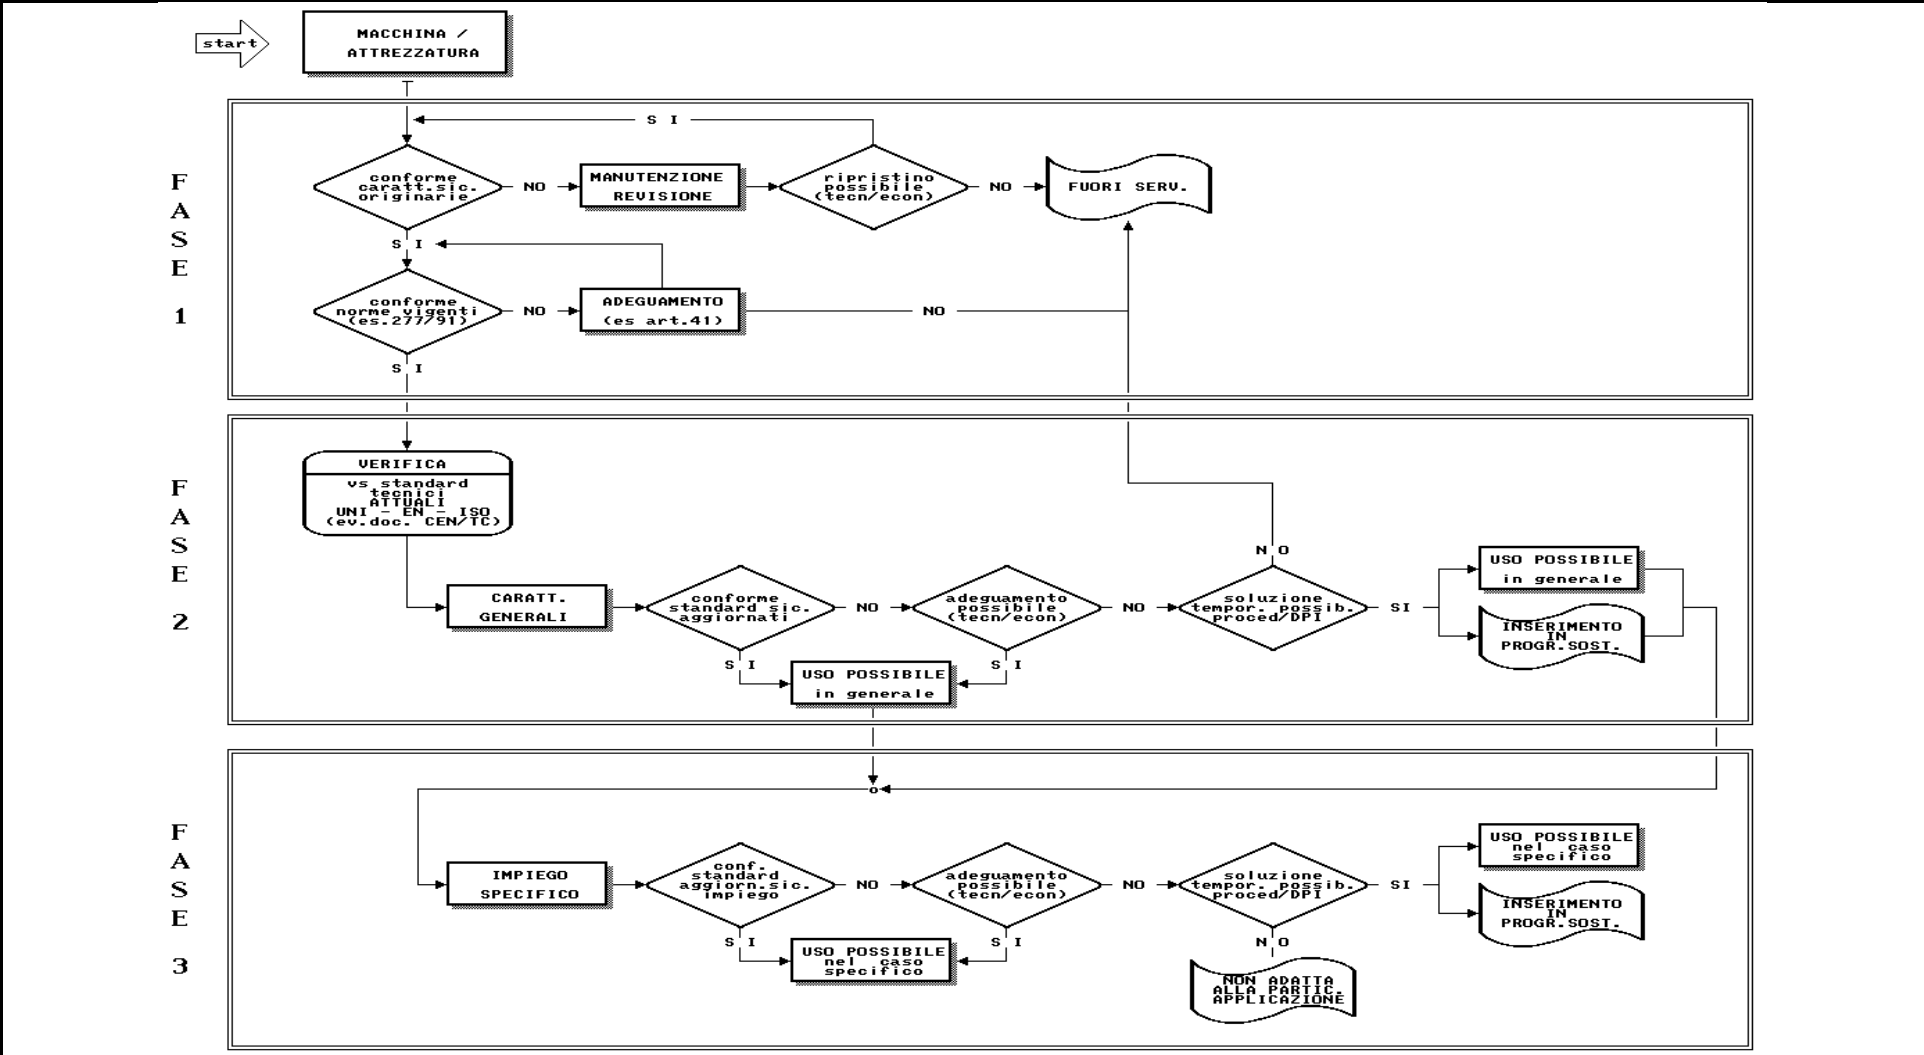 start
MACCHINA /
ATTREZZATURA
FASE 1
S I
conforme
caratt.sic.
originarie
NO
MANUTENZIONE
REVISIONE
ripristino
possibile
(tecn/econ)
NO
FUORI SERV.
S I
conforme
norme vigenti
(es.277/91)
NO
ADEGUAMENTO
(es art.41)
NO
S I
FASE 2
VERIFICA
vs standard
tecnici
ATTUALI
UNI - EN - ISO
(ev.doc. CEN/TC)
CARATT.
GENERALI
conforme
standard sic.
aggiornati
NO
adeguamento
possibile
(tecn/econ)
NO
N O
soluzione
tempor. possib.
proced/DPI
SI
USO POSSIBILE
in generale
INSERIMENTO
IN
PROGR.SOST.
S I
USO POSSIBILE
in generale
S I
FASE 3
o
IMPIEGO
SPECIFICO
conf.
standard
aggiorn.sic.
impiego
NO
adeguamento
possibile
(tecn/econ)
NO
soluzione
tempor. possib.
proced/DPI
SI
USO POSSIBILE
nel caso
specifico
INSERIMENTO
IN
PROGR.SOST.
S I
USO POSSIBILE
nel caso
specifico
S I
N O
NON ADATTA
ALLA PARTIC.
APPLICAZIONE